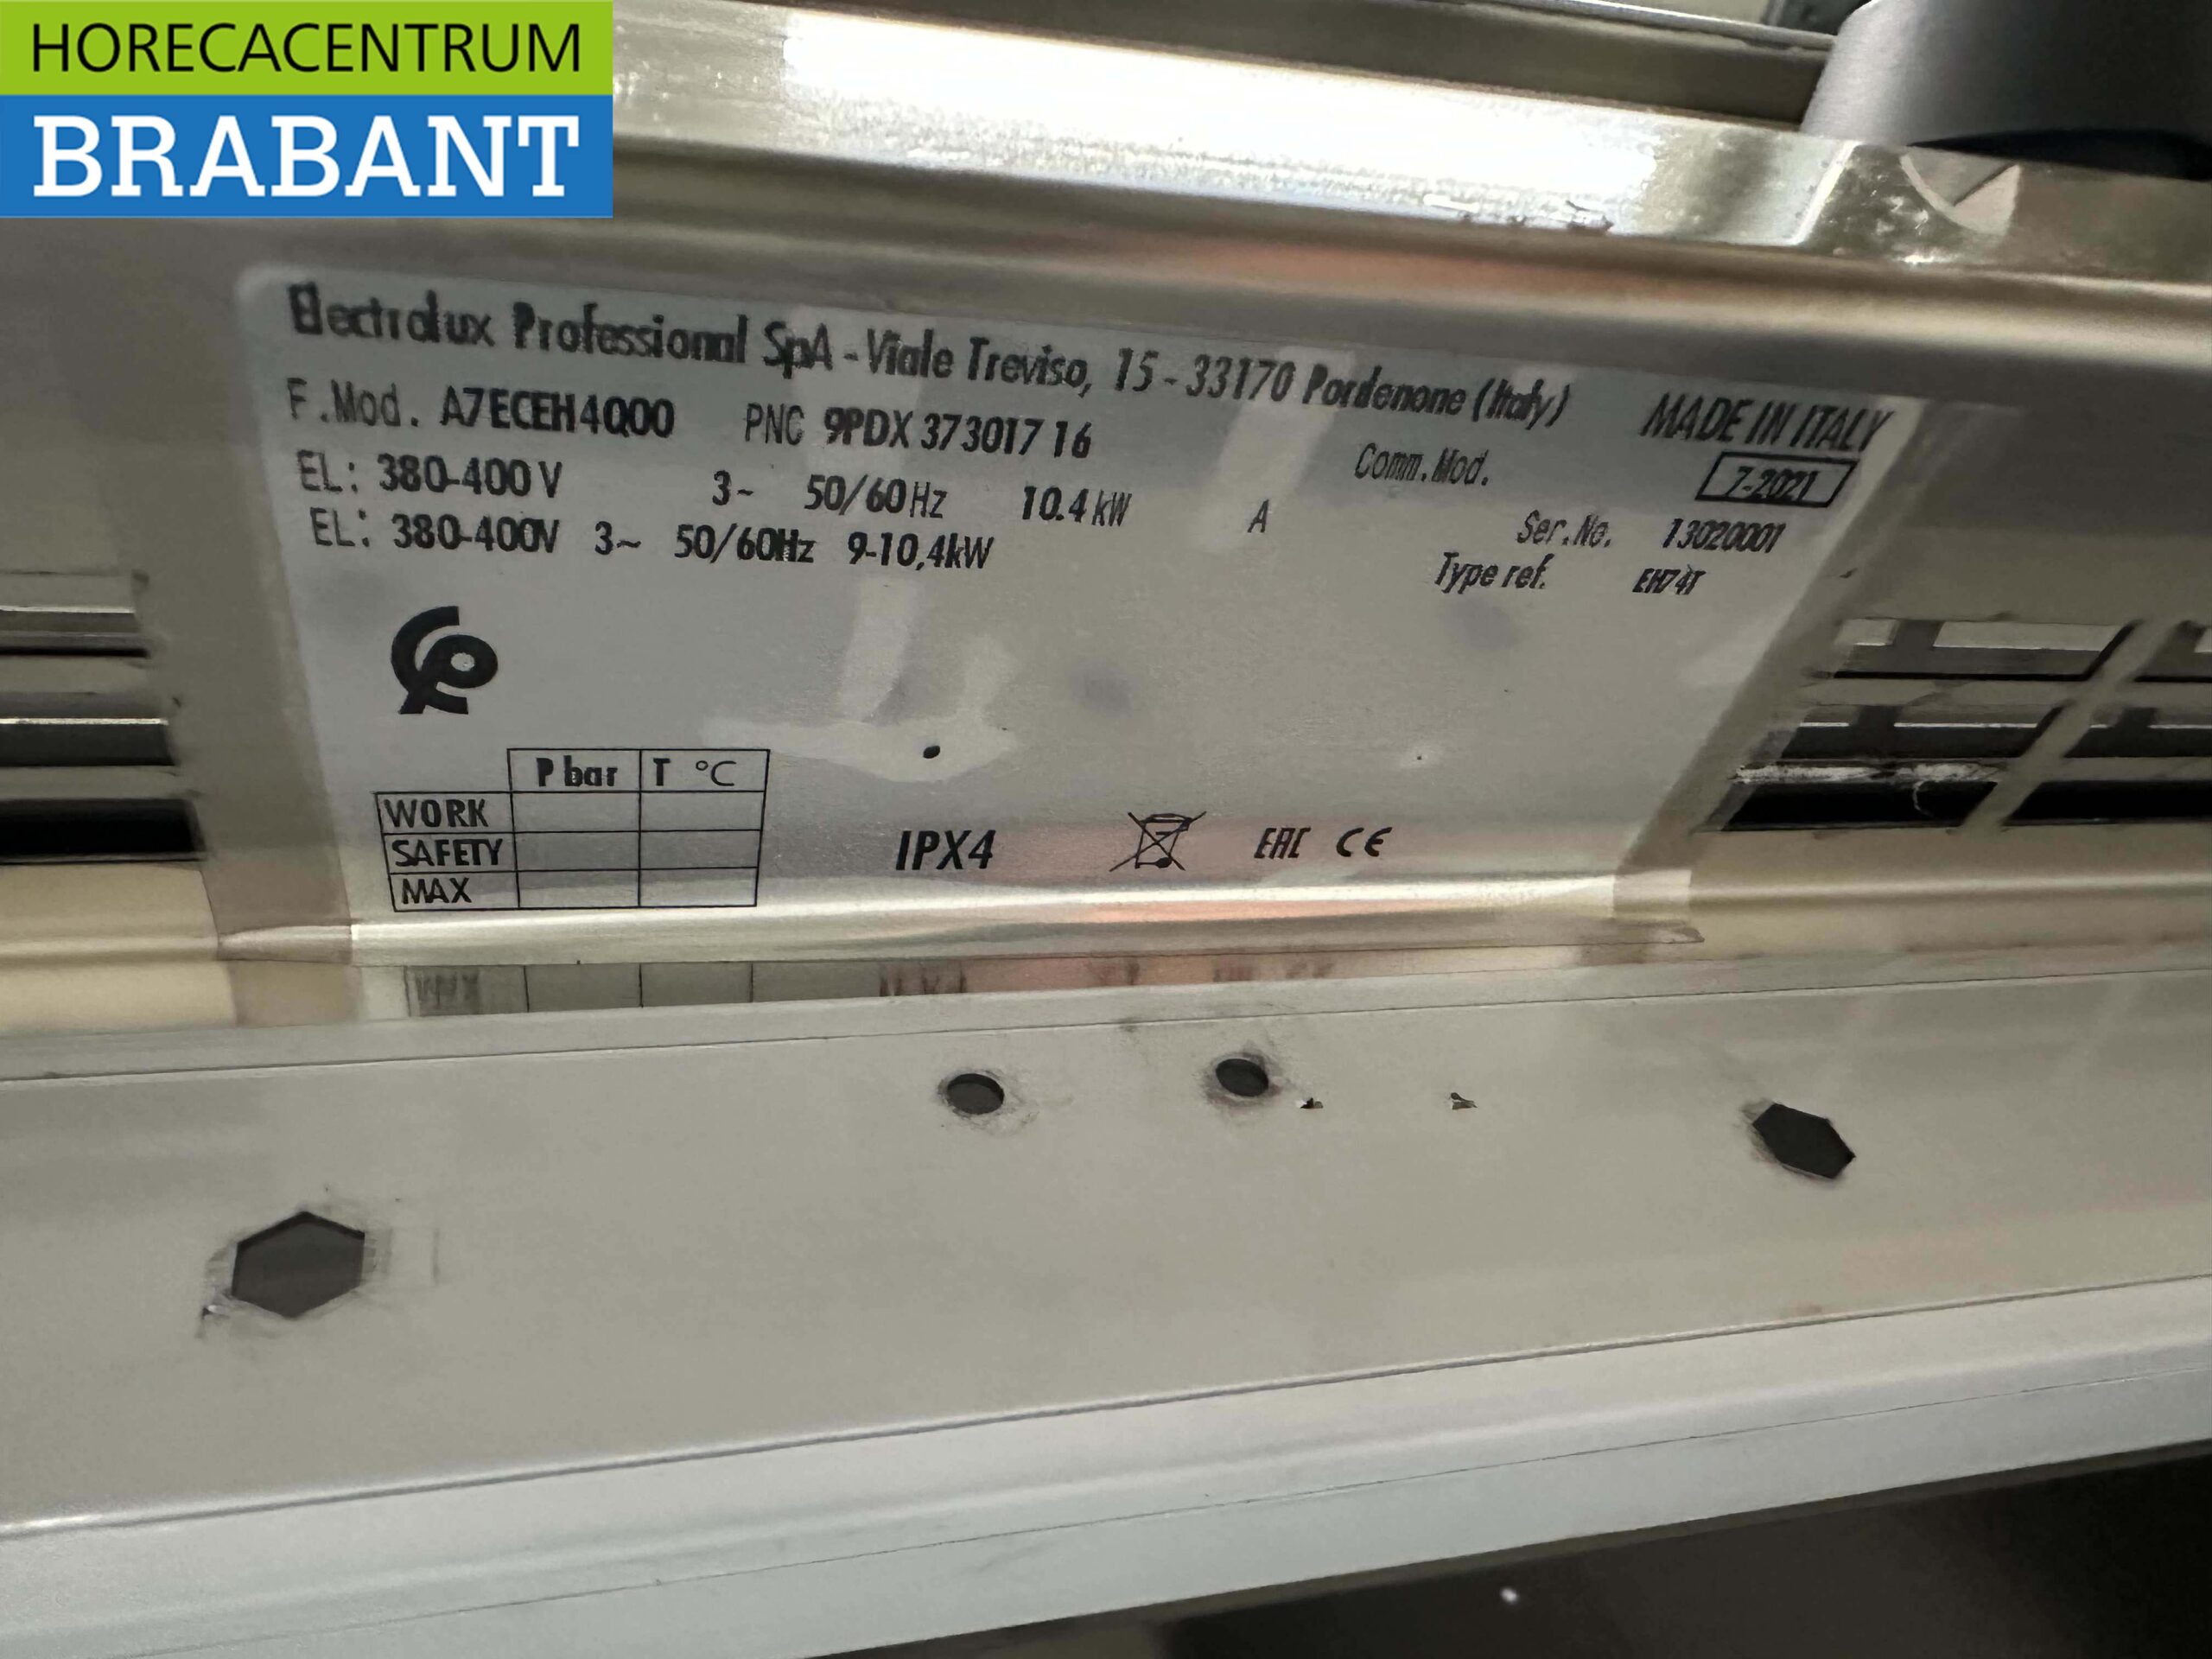 HORECACENTRUM
BRABANT
Electrolux Professional SpA - Viale Treviso, 15 - 33170 Pordenone (Italy) MADE IN ITALY
F.Mod. A7ECEH4Q00 PNC 9PDX 373017 16 Comm.Mod. 7-2021
EL: 380-400 V 3~ 50/60Hz 10.4 kW A Ser.No. 13020001
EL: 380-400V 3~ 50/60Hz 9-10,4kW Type ref. EH74T
P bar T °C
WORK
SAFETY
MAX
IPX4 EAC CE